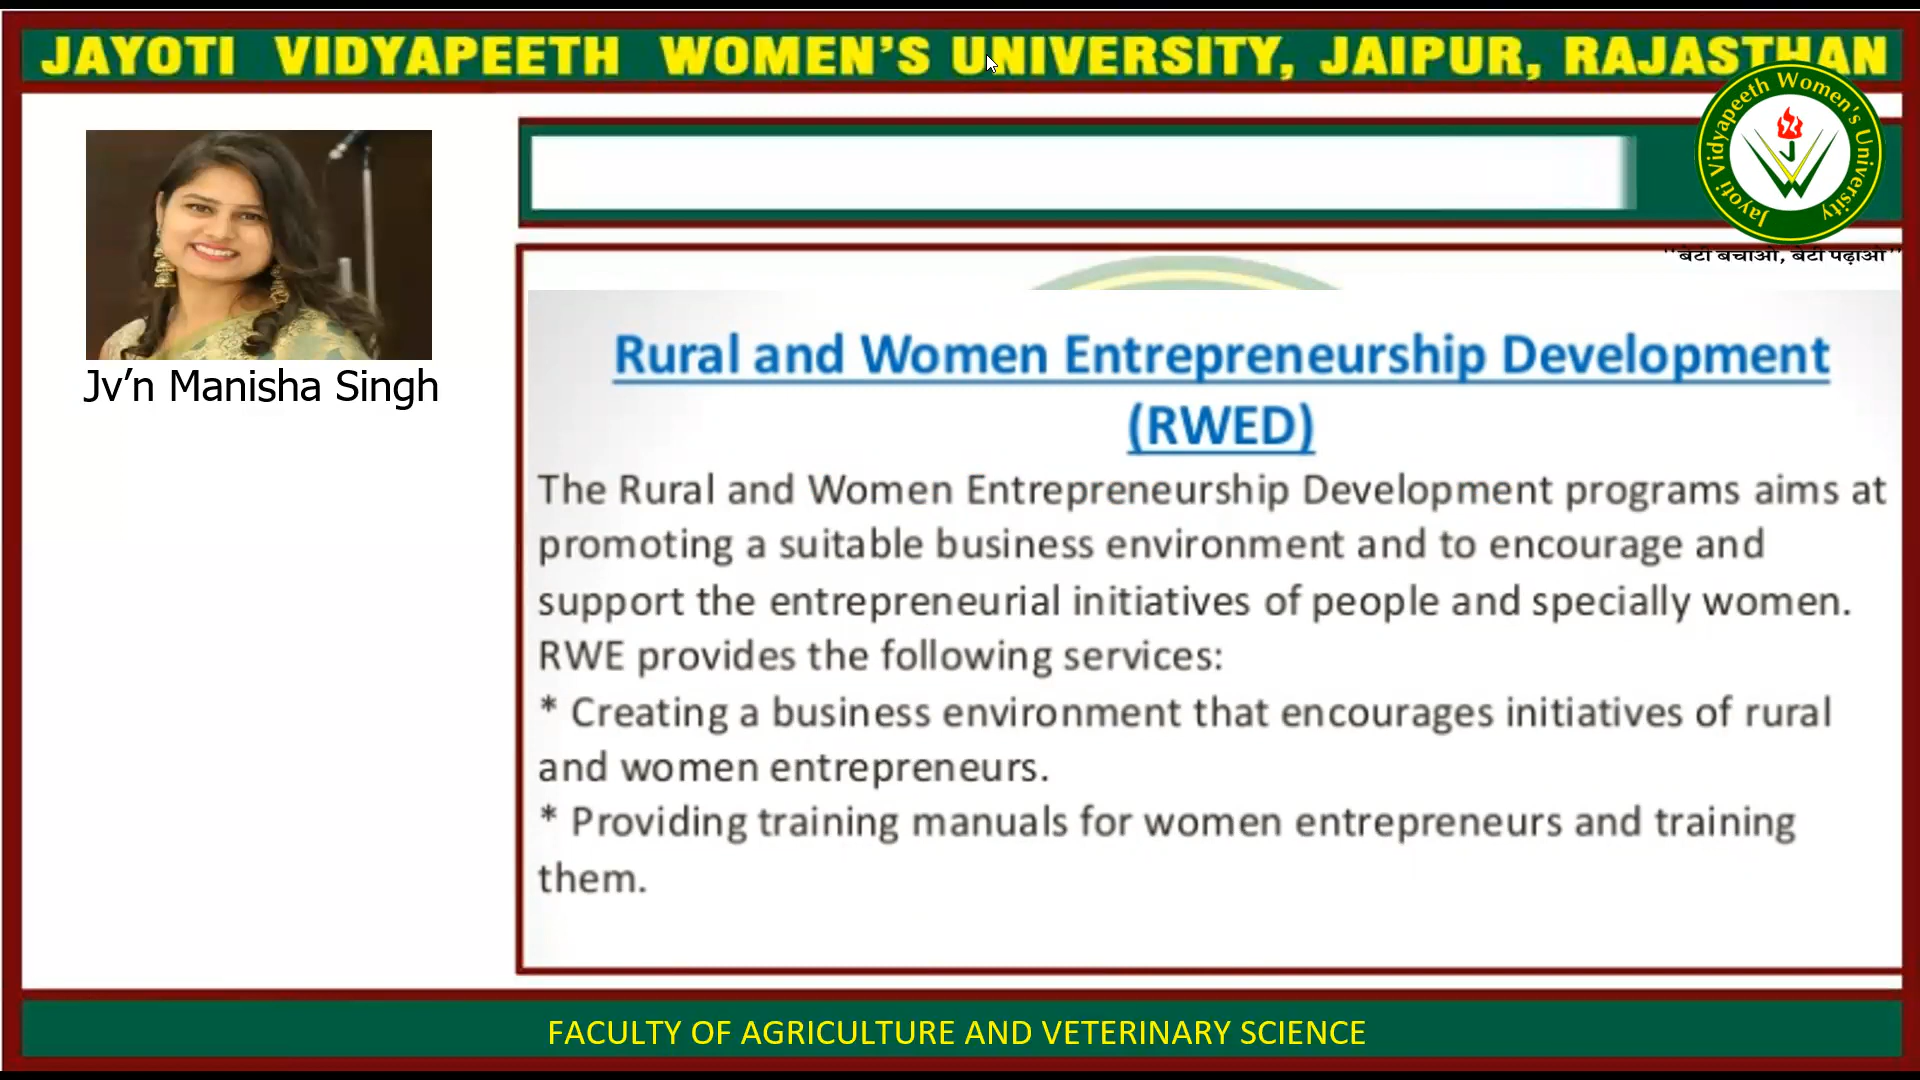 JAYOTI VIDYAPEETH WOMEN'S UNIVERSITY, JAIPUR, RAJASTHAN
Jayoti Vidyapeeth Women's University
''बेटी बचाओ, बेटी पढ़ाओ''
Jv'n Manisha Singh
Rural and Women Entrepreneurship Development
(RWED)
The Rural and Women Entrepreneurship Development programs aims at
promoting a suitable business environment and to encourage and
support the entrepreneurial initiatives of people and specially women.
RWE provides the following services:
* Creating a business environment that encourages initiatives of rural
and women entrepreneurs.
* Providing training manuals for women entrepreneurs and training
them.
FACULTY OF AGRICULTURE AND VETERINARY SCIENCE